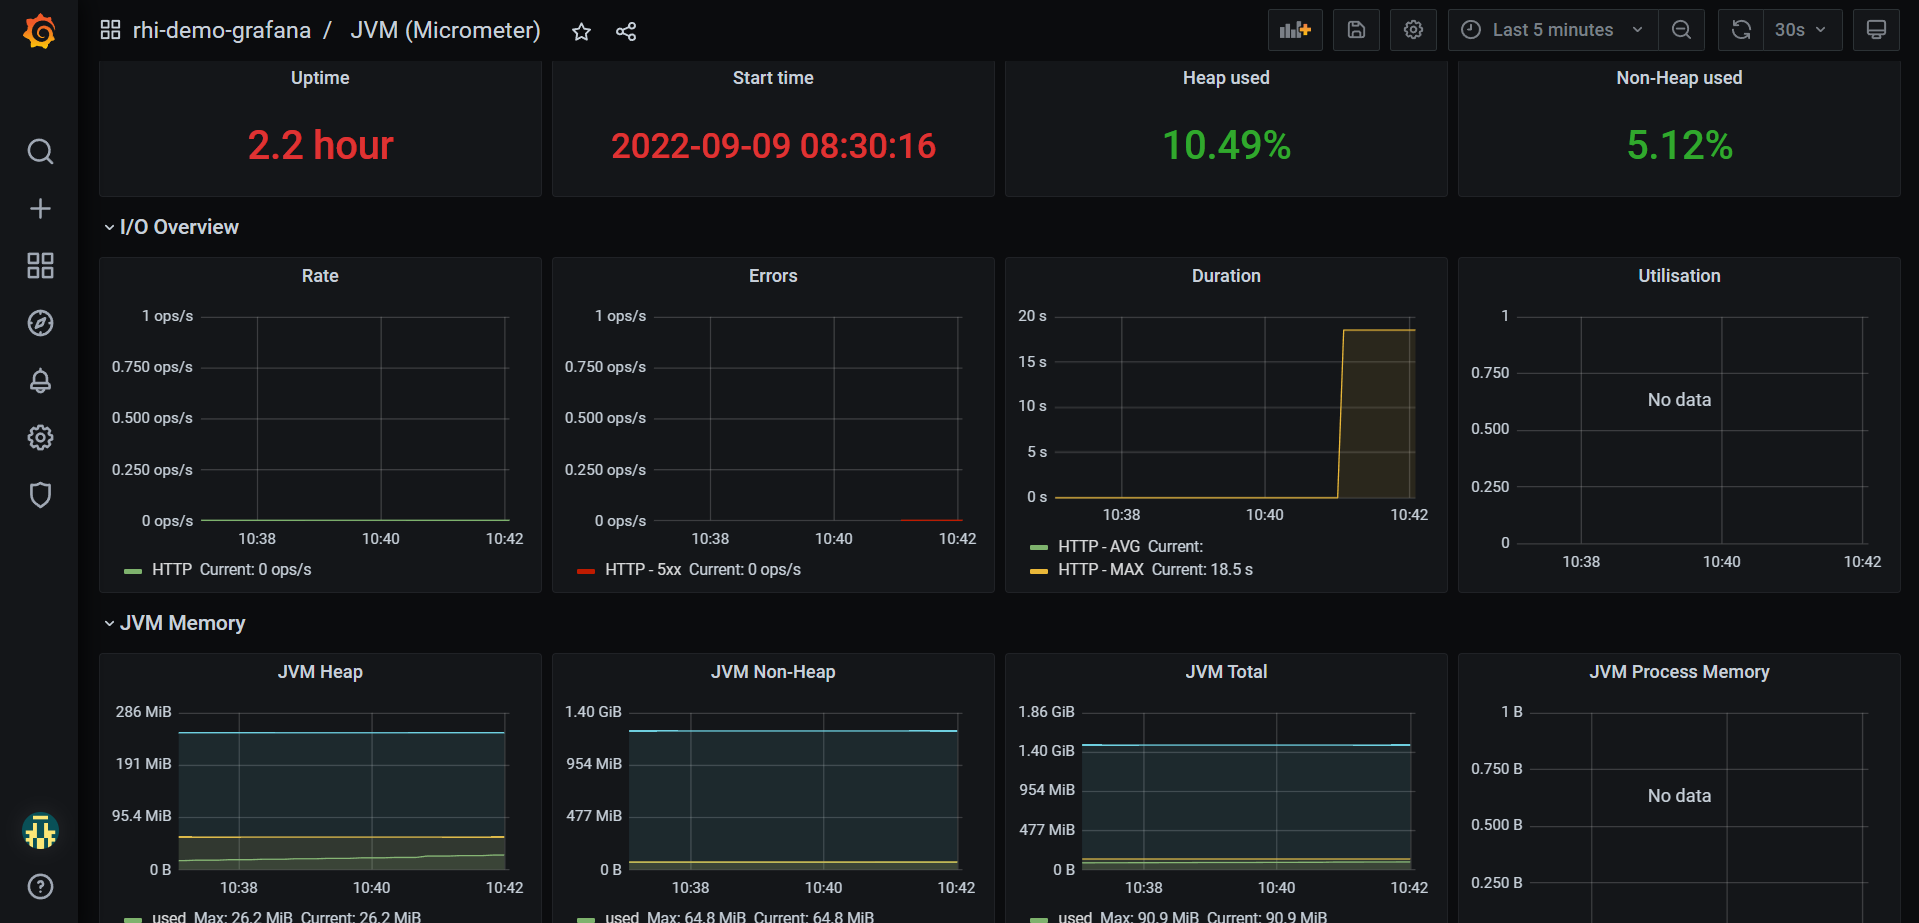 rhi-demo-grafana / JVM (Micrometer)
Last 5 minutes
30s
Uptime
2.2 hour
Start time
2022-09-09 08:30:16
Heap used
10.49%
Non-Heap used
5.12%
I/O Overview
Rate
1 ops/s
0.750 ops/s
0.500 ops/s
0.250 ops/s
0 ops/s
10:38 10:40 10:42
HTTP Current: 0 ops/s
Errors
1 ops/s
0.750 ops/s
0.500 ops/s
0.250 ops/s
0 ops/s
10:38 10:40 10:42
HTTP - 5xx Current: 0 ops/s
Duration
20 s
15 s
10 s
5 s
0 s
10:38 10:40 10:42
HTTP - AVG Current:
HTTP - MAX Current: 18.5 s
Utilisation
1
0.750
No data
0.500
0.250
0
10:38 10:40 10:42
JVM Memory
JVM Heap
286 MiB
191 MiB
95.4 MiB
0 B
10:38 10:40 10:42
used Max: 26.2 MiB Current: 26.2 MiB
JVM Non-Heap
1.40 GiB
954 MiB
477 MiB
0 B
10:38 10:40 10:42
used Max: 64.8 MiB Current: 64.8 MiB
JVM Total
1.86 GiB
1.40 GiB
954 MiB
477 MiB
0 B
10:38 10:40 10:42
used Max: 90.9 MiB Current: 90.9 MiB
JVM Process Memory
1 B
0.750 B
No data
0.500 B
0.250 B